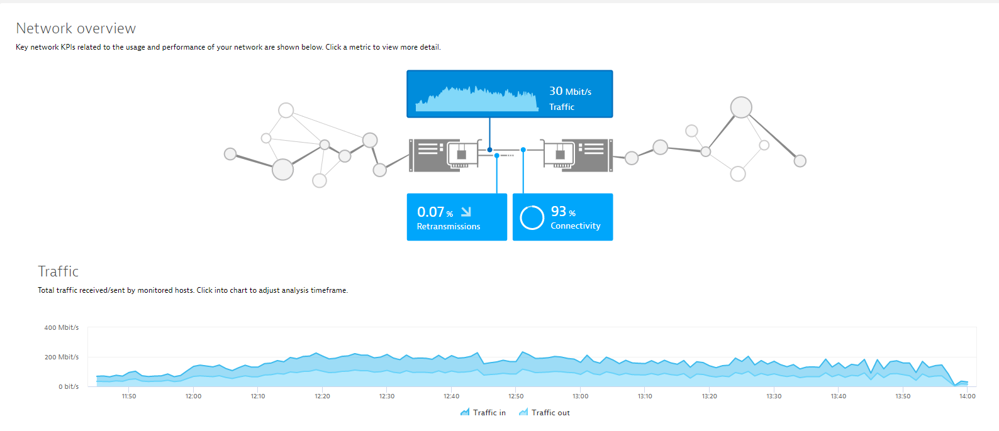 Network overview
Key network KPIs related to the usage and performance of your network are shown below. Click a metric to view more detail.
30 Mbit/s
Traffic
0.07 %
Retransmissions
93 %
Connectivity
Traffic
Total traffic received/sent by monitored hosts. Click into chart to adjust analysis timeframe.
400 Mbit/s
200 Mbit/s
0 bit/s
11:50 12:00 12:10 12:20 12:30 12:40 12:50 13:00 13:10 13:20 13:30 13:40 13:50 14:00
Traffic in Traffic out